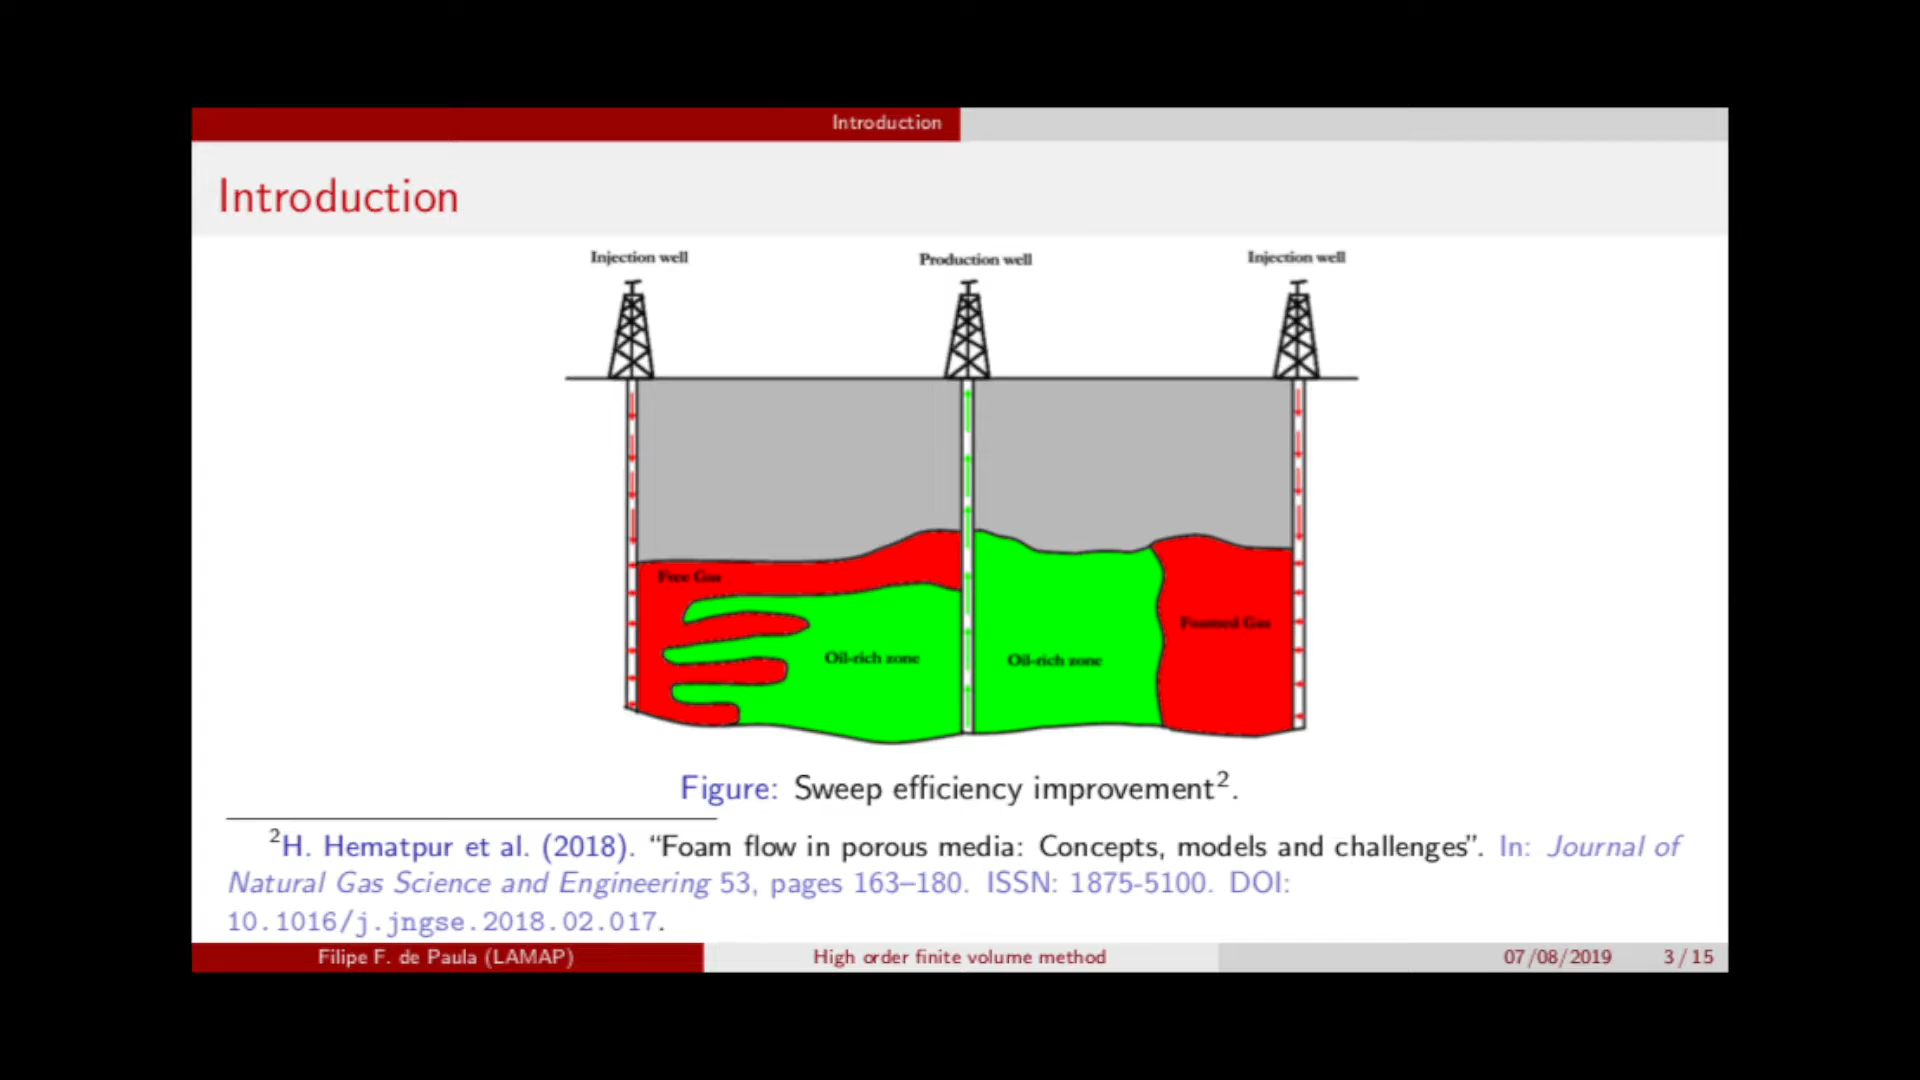 Introduction
Introduction
Injection well
Production well
Injection well
Free Gas
Foamed Gas
Oil-rich zone
Oil-rich zone
Figure: Sweep efficiency improvement².
²H. Hematpur et al. (2018). “Foam flow in porous media: Concepts, models and challenges”. In: Journal of
Natural Gas Science and Engineering 53, pages 163–180. ISSN: 1875-5100. DOI:
10.1016/j.jngse.2018.02.017.
Filipe F. de Paula (LAMAP)
High order finite volume method
07/08/2019
3 / 15